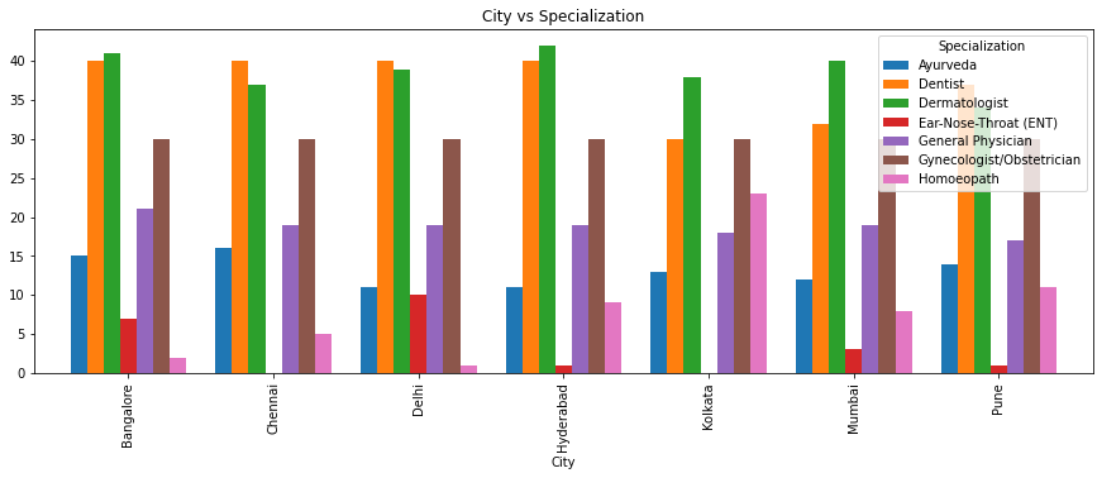 City vs Specialization
Specialization
Ayurveda
Dentist
Dermatologist
Ear-Nose-Throat (ENT)
General Physician
Gynecologist/Obstetrician
Homoeopath
40
35
30
25
20
15
10
5
0
Bangalore
Chennai
Delhi
Hyderabad
Kolkata
Mumbai
Pune
City